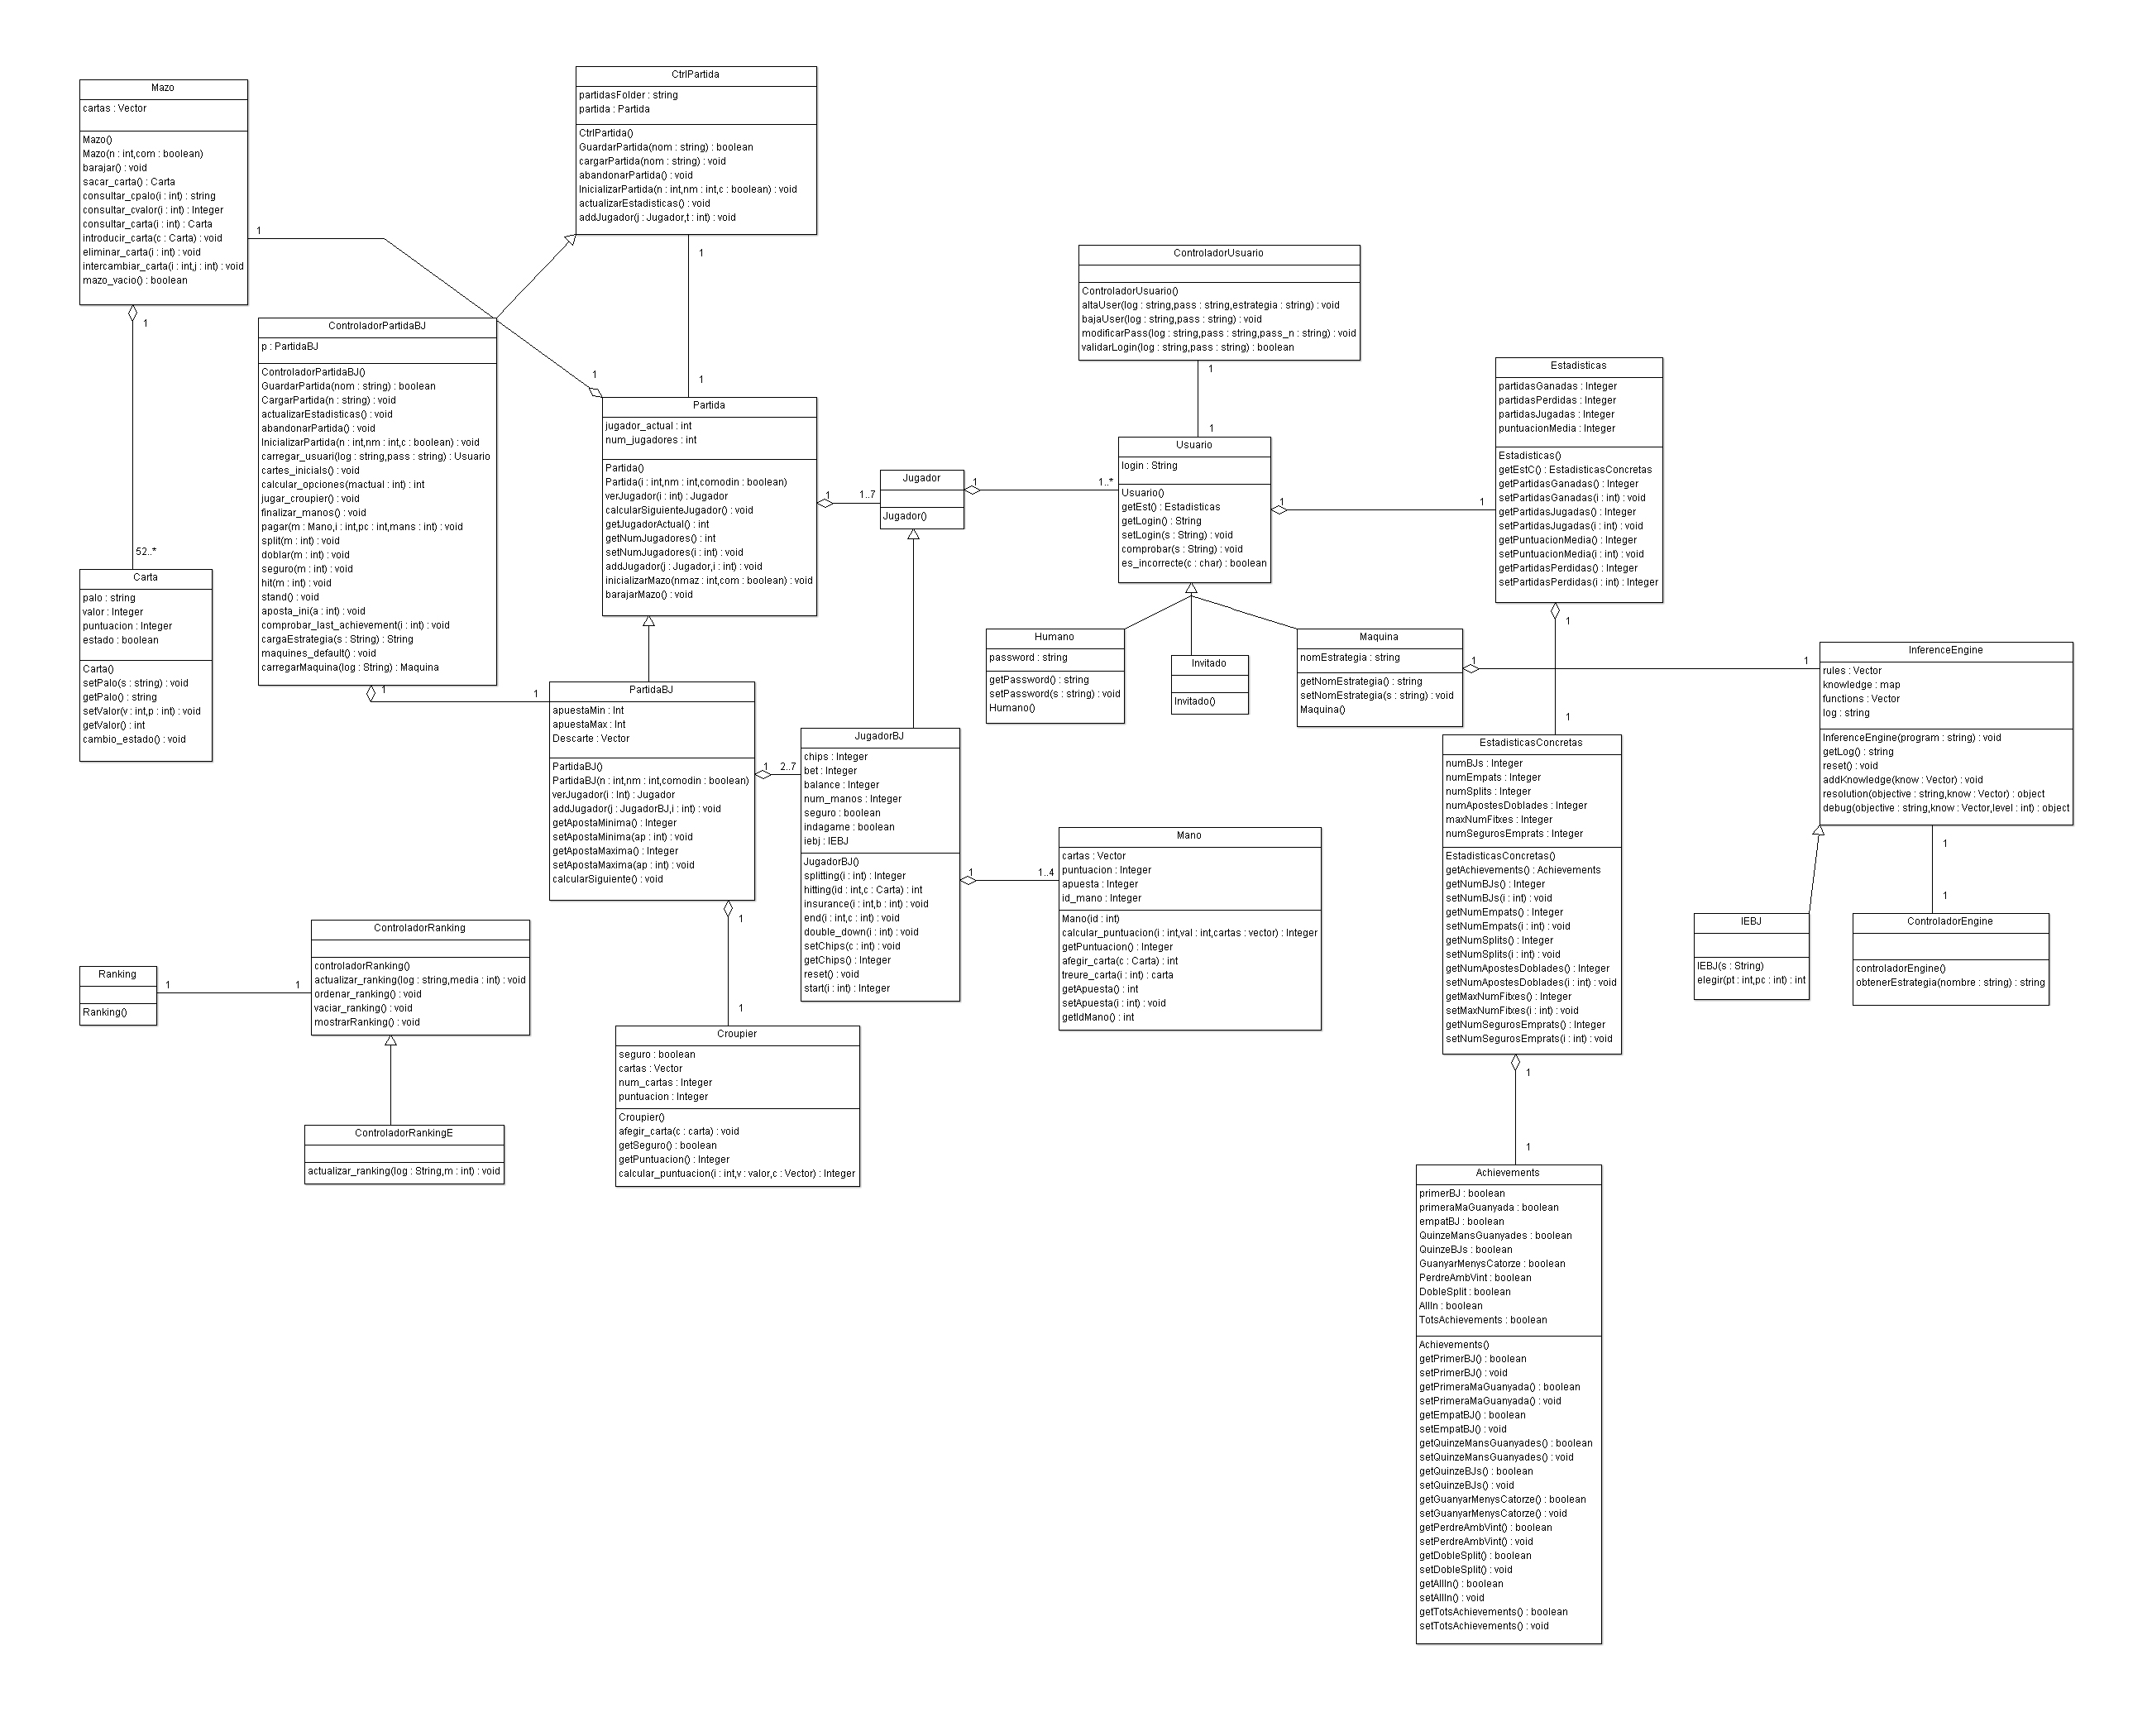 Mazo
cartas : Vector
Mazo()
Mazo(n : int,com : boolean)
barajar() : void
sacar_carta() : Carta
consultar_cpalo(i : int) : string
consultar_cvalor(i : int) : Integer
consultar_carta(i : int) : Carta
introducir_carta(c : Carta) : void
eliminar_carta(i : int) : void
intercambiar_carta(i : int,j : int) : void
mazo_vacio() : boolean
1
1
52..*
Carta
palo : string
valor : Integer
puntuacion : Integer
estado : boolean
Carta()
setPalo(s : string) : void
getPalo() : string
setValor(v : int,p : int) : void
getValor() : int
cambio_estado() : void
CtrlPartida
partidasFolder : string
partida : Partida
CtrlPartida()
GuardarPartida(nom : string) : boolean
cargarPartida(nom : string) : void
abandonarPartida() : void
InicializarPartida(n : int,nm : int,c : boolean) : void
actualizarEstadisticas() : void
addJugador(j : Jugador,t : int) : void
1
1
1
ControladorPartidaBJ
p : PartidaBJ
ControladorPartidaBJ()
GuardarPartida(nom : string) : boolean
CargarPartida(n : string) : void
actualizarEstadisticas() : void
abandonarPartida() : void
InicializarPartida(n : int,nm : int,c : boolean) : void
carregar_usuari(log : string,pass : string) : Usuario
cartes_inicials() : void
calcular_opciones(mactual : int) : int
jugar_croupier() : void
finalizar_manos() : void
pagar(m : Mano,i : int,pc : int,mans : int) : void
split(m : int) : void
doblar(m : int) : void
seguro(m : int) : void
hit(m : int) : void
stand() : void
aposta_ini(a : int) : void
comprobar_last_achievement(i : int) : void
cargaEstrategia(s : String) : String
maquines_default() : void
carregarMaquina(log : String) : Maquina
1
1
Partida
jugador_actual : int
num_jugadores : int
Partida()
Partida(i : int,nm : int,comodin : boolean)
verJugador(i : int) : Jugador
calcularSiguienteJugador() : void
getJugadorActual() : int
getNumJugadores() : int
setNumJugadores(i : int) : void
addJugador(j : Jugador,i : int) : void
inicializarMazo(nmaz : int,com : boolean) : void
barajarMazo() : void
1
1..7
Jugador
Jugador()
1
1..*
ControladorUsuario
ControladorUsuario()
altaUser(log : string,pass : string,estrategia : string) : void
bajaUser(log : string,pass : string) : void
modificarPass(log : string,pass : string,pass_n : string) : void
validarLogin(log : string,pass : string) : boolean
1
1
Usuario
login : String
Usuario()
getEst() : Estadisticas
getLogin() : String
setLogin(s : String) : void
comprobar(s : String) : void
es_incorrecte(c : char) : boolean
1
1
Estadisticas
partidasGanadas : Integer
partidasPerdidas : Integer
partidasJugadas : Integer
puntuacionMedia : Integer
Estadisticas()
getEstC() : EstadisticasConcretas
getPartidasGanadas() : Integer
setPartidasGanadas(i : int) : void
getPartidasJugadas() : Integer
setPartidasJugadas(i : int) : void
getPuntuacionMedia() : Integer
setPuntuacionMedia(i : int) : void
getPartidasPerdidas() : Integer
setPartidasPerdidas(i : int) : Integer
1
1
Humano
password : string
getPassword() : string
setPassword(s : string) : void
Humano()
Invitado
Invitado()
Maquina
nomEstrategia : string
getNomEstrategia() : string
setNomEstrategia(s : string) : void
Maquina()
1
1
InferenceEngine
rules : Vector
knowledge : map
functions : Vector
log : string
InferenceEngine(program : string) : void
getLog() : string
reset() : void
addKnowledge(know : Vector) : void
resolution(objective : string,know : Vector) : object
debug(objective : string,know : Vector,level : int) : object
1
1
PartidaBJ
apuestaMin : Int
apuestaMax : Int
Descarte : Vector
PartidaBJ()
PartidaBJ(n : int,nm : int,comodin : boolean)
verJugador(i : Int) : Jugador
addJugador(j : JugadorBJ,i : int) : void
getApostaMinima() : Integer
setApostaMinima(ap : int) : void
getApostaMaxima() : Integer
setApostaMaxima(ap : int) : void
calcularSiguiente() : void
1
2..7
1
1
JugadorBJ
chips : Integer
bet : Integer
balance : Integer
num_manos : Integer
seguro : boolean
indagame : boolean
iebj : IEBJ
JugadorBJ()
splitting(i : int) : Integer
hitting(id : int,c : Carta) : int
insurance(i : int,b : int) : void
end(i : int,c : int) : void
double_down(i : int) : void
setChips(c : int) : void
getChips() : Integer
reset() : void
start(i : int) : Integer
1
1..4
Mano
cartas : Vector
puntuacion : Integer
apuesta : Integer
id_mano : Integer
Mano(id : int)
calcular_puntuacion(i : int,val : int,cartas : vector) : Integer
getPuntuacion() : Integer
afegir_carta(c : Carta) : int
treure_carta(i : int) : carta
getApuesta() : int
setApuesta(i : int) : void
getIdMano() : int
EstadisticasConcretas
numBJs : Integer
numEmpats : Integer
numSplits : Integer
numApostesDoblades : Integer
maxNumFitxes : Integer
numSegurosEmprats : Integer
EstadisticasConcretas()
getAchievements() : Achievements
getNumBJs() : Integer
setNumBJs(i : int) : void
getNumEmpats() : Integer
setNumEmpats(i : int) : void
getNumSplits() : Integer
setNumSplits(i : int) : void
getNumApostesDoblades() : Integer
setNumApostesDoblades(i : int) : void
getMaxNumFitxes() : Integer
setMaxNumFitxes(i : int) : void
getNumSegurosEmprats() : Integer
setNumSegurosEmprats(i : int) : void
1
1
IEBJ
IEBJ(s : String)
elegir(pt : int,pc : int) : int
ControladorEngine
controladorEngine()
obtenerEstrategia(nombre : string) : string
Ranking
Ranking()
1
1
ControladorRanking
controladorRanking()
actualizar_ranking(log : string,media : int) : void
ordenar_ranking() : void
vaciar_ranking() : void
mostrarRanking() : void
ControladorRankingE
actualizar_ranking(log : String,m : int) : void
Croupier
seguro : boolean
cartas : Vector
num_cartas : Integer
puntuacion : Integer
Croupier()
afegir_carta(c : carta) : void
getSeguro() : boolean
getPuntuacion() : Integer
calcular_puntuacion(i : int,v : valor,c : Vector) : Integer
Achievements
primerBJ : boolean
primeraMaGuanyada : boolean
empatBJ : boolean
QuinzeMansGuanyades : boolean
QuinzeBJs : boolean
GuanyarMenysCatorze : boolean
PerdreAmbVint : boolean
DobleSplit : boolean
AllIn : boolean
TotsAchievements : boolean
Achievements()
getPrimerBJ() : boolean
setPrimerBJ() : void
getPrimeraMaGuanyada() : boolean
setPrimeraMaGuanyada() : void
getEmpatBJ() : boolean
setEmpatBJ() : void
getQuinzeMansGuanyades() : boolean
setQuinzeMansGuanyades() : void
getQuinzeBJs() : boolean
setQuinzeBJs() : void
getGuanyarMenysCatorze() : boolean
setGuanyarMenysCatorze() : void
getPerdreAmbVint() : boolean
setPerdreAmbVint() : void
getDobleSplit() : boolean
setDobleSplit() : void
getAllIn() : boolean
setAllIn() : void
getTotsAchievements() : boolean
setTotsAchievements() : void